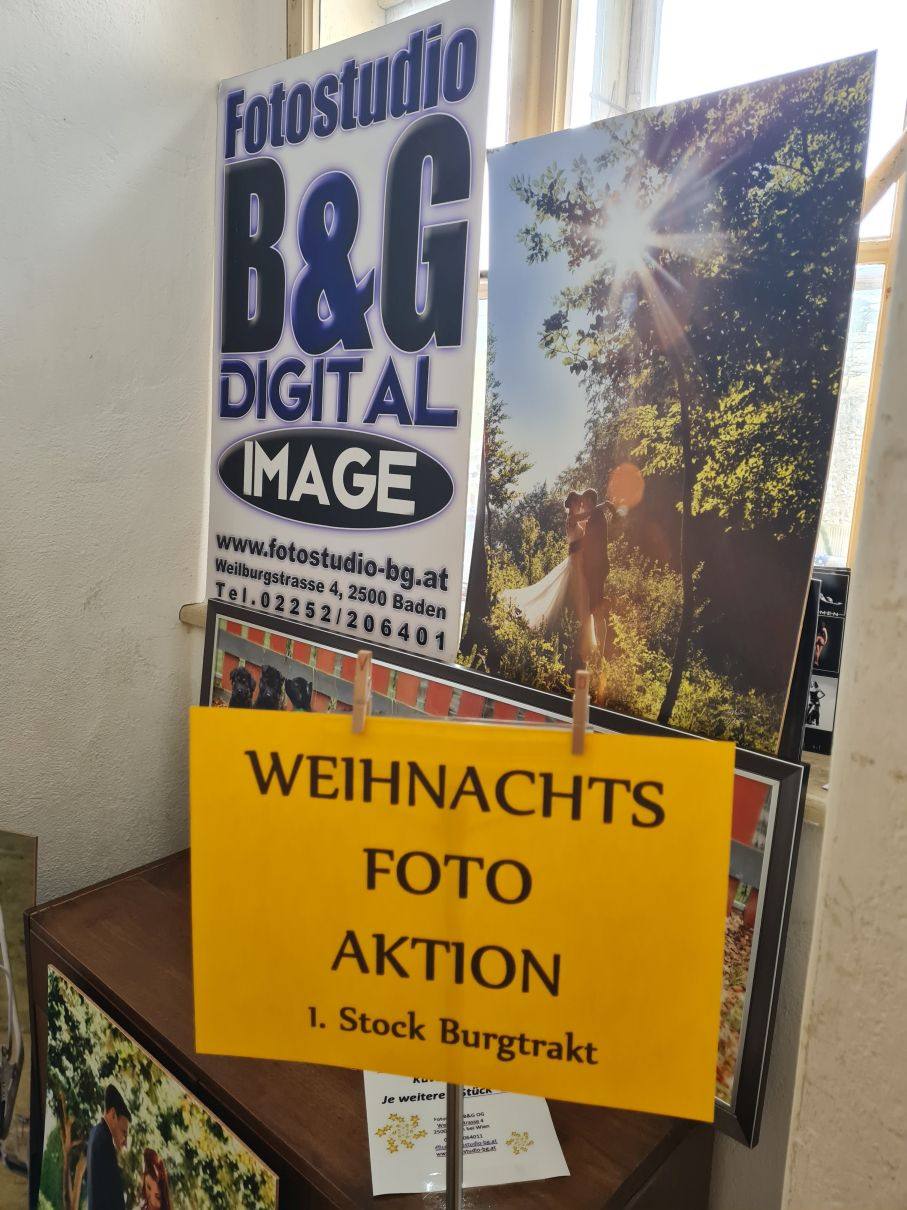 Fotostudio
B&G
DIGITAL
IMAGE
www.fotostudio-bg.at
Weilburgstrasse 4, 2500 Baden
Tel.02252/206401
WEIHNACHTS
FOTO
AKTION
1. Stock Burgtrakt
Je weitere Stück
B&G OG